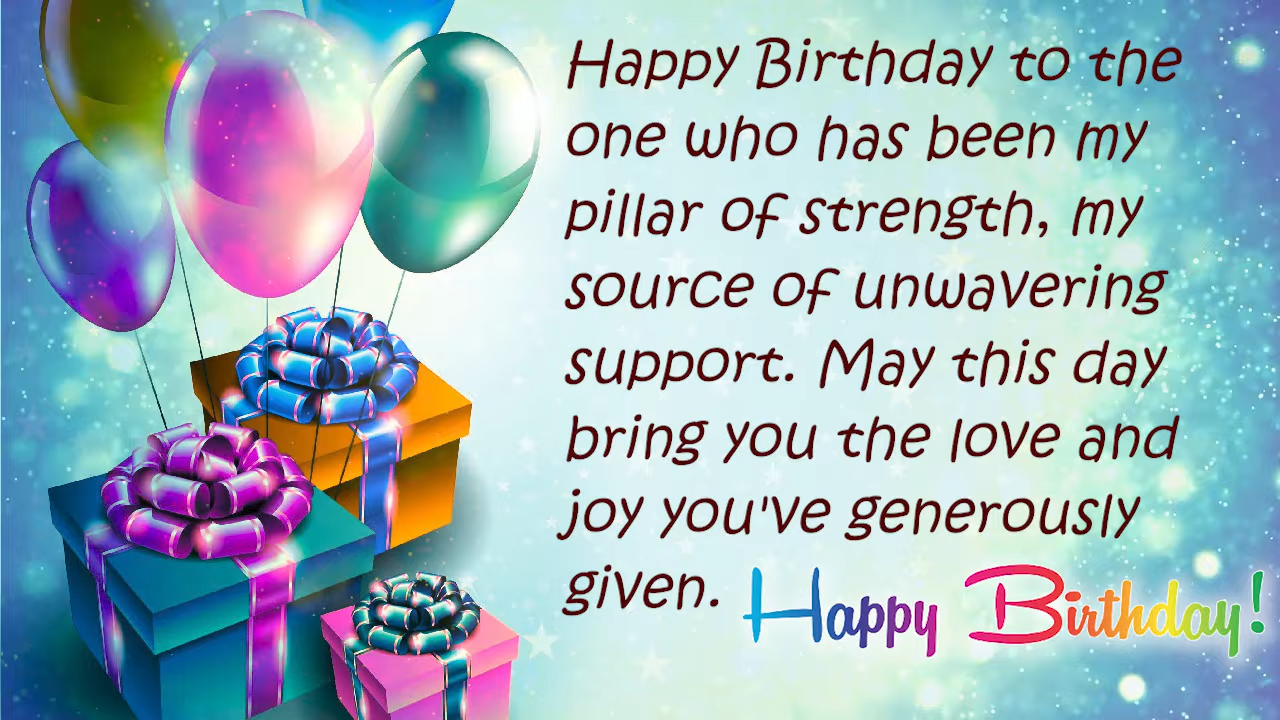 Happy Birthday to the
one who has been my
pillar of strength, my
source of unwavering
support. May this day
bring you the love and
joy you've generously
given.
Happy Birthday!